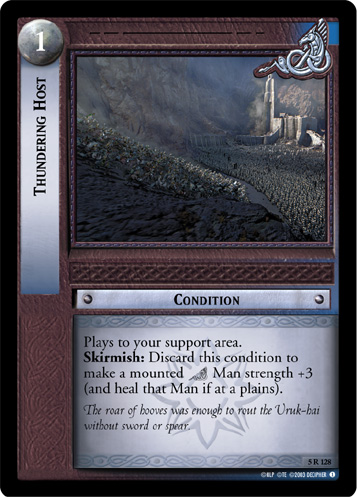 1
THUNDERING HOST
CONDITION
Plays to your support area.
Skirmish: Discard this condition to
make a mounted Man strength +3
(and heal that Man if at a plains).
The roar of hooves was enough to rout the Uruk-hai
without sword or spear.
5 R 128
©NLP ©TE ©2003 DECIPHER